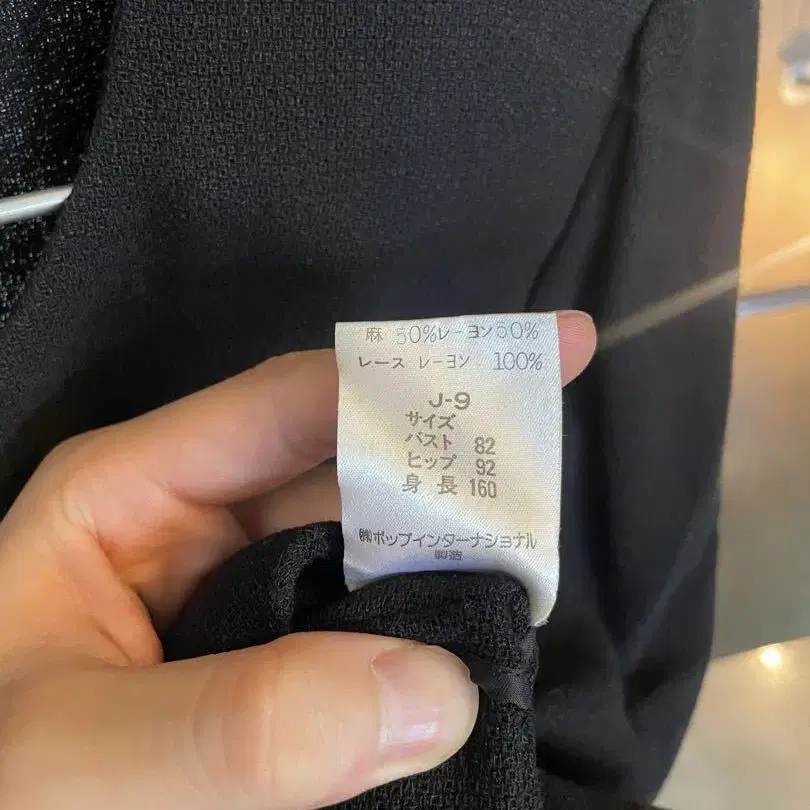 麻 50%レーヨン50%
レース レーヨン 100%
J-9
サイズ
バスト 82
ヒップ 92
身長 160
㈱ポップインターナショナル
製造